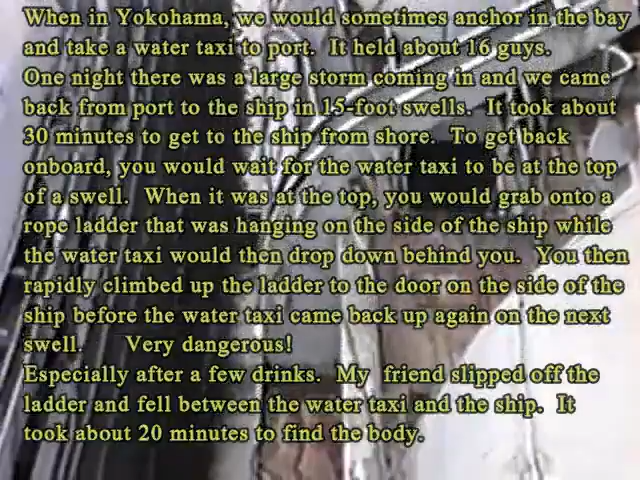 When in Yokohama, we would sometimes anchor in the bay
and take a water taxi to port.  It held about 16 guys.
One night there was a large storm coming in and we came
back from port to the ship in 15-foot swells.  It took about
30 minutes to get to the ship from shore.  To get back
onboard, you would wait for the water taxi to be at the top
of a swell.  When it was at the top, you would grab onto a
rope ladder that was hanging on the side of the ship while
the water taxi would then drop down behind you.  You then
rapidly climbed up the ladder to the door on the side of the
ship before the water taxi came back up again on the next
swell.      Very dangerous!
Especially after a few drinks.  My  friend slipped off the
ladder and fell between the water taxi and the ship.  It
took about 20 minutes to find the body.